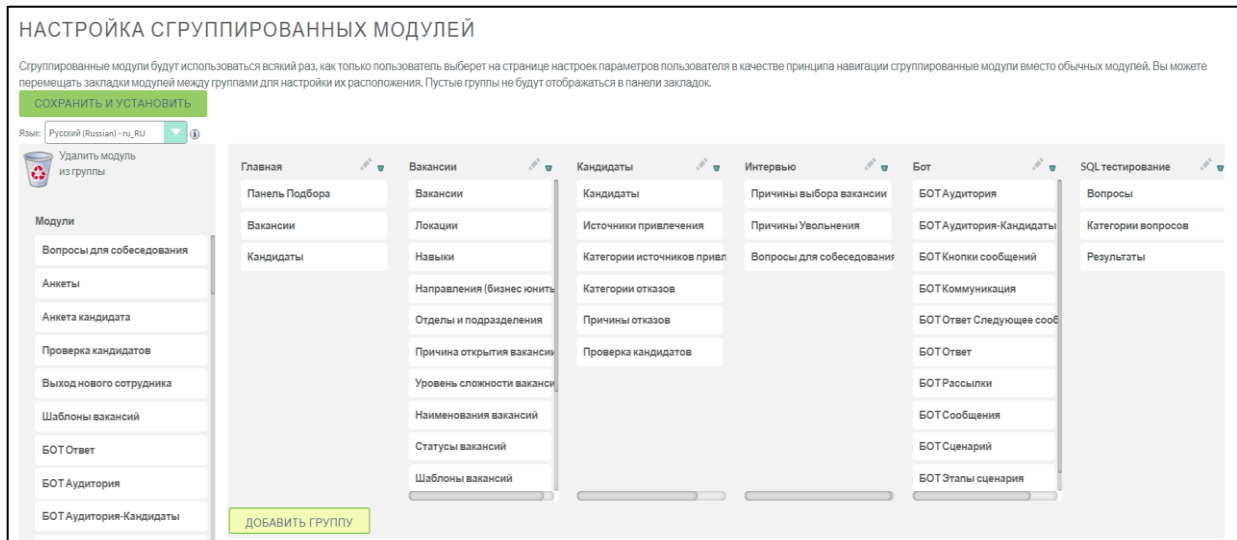 НАСТРОЙКА СГРУППИРОВАННЫХ МОДУЛЕЙ
Сгруппированные модули будут использоваться всякий раз, как только пользователь выберет на странице настроек параметров пользователя в качестве принципа навигации сгруппированные модули вместо обычных модулей. Вы можете
перемещать закладки модулей между группами для настройки их расположения. Пустые группы не будут отображаться в панели закладок.
СОХРАНИТЬ И УСТАНОВИТЬ
Язык: Русский (Russian) - ru_RU
Удалить модуль
из группы
Модули
Вопросы для собеседования
Анкеты
Анкета кандидата
Проверка кандидатов
Выход нового сотрудника
Шаблоны вакансий
БОТ Ответ
БОТ Аудитория
БОТ Аудитория-Кандидаты
Главная
Панель Подбора
Вакансии
Кандидаты
Вакансии
Вакансии
Локации
Навыки
Направления (бизнес юниты
Отделы и подразделения
Причина открытия вакансии
Уровень сложности ваканси
Наименования вакансий
Статусы вакансий
Шаблоны вакансий
Кандидаты
Кандидаты
Источники привлечения
Категории источников привл
Категории отказов
Причины отказов
Проверка кандидатов
Интервью
Причины выбора вакансии
Причины Увольнения
Вопросы для собеседования
Бот
БОТ Аудитория
БОТ Аудитория-Кандидаты
БОТ Кнопки сообщений
БОТ Коммуникация
БОТ Ответ Следующее сооб
БОТ Ответ
БОТ Рассылки
БОТ Сообщения
БОТ Сценарий
БОТ Этапы сценария
SQL тестирование
Вопросы
Категории вопросов
Результаты
ДОБАВИТЬ ГРУППУ